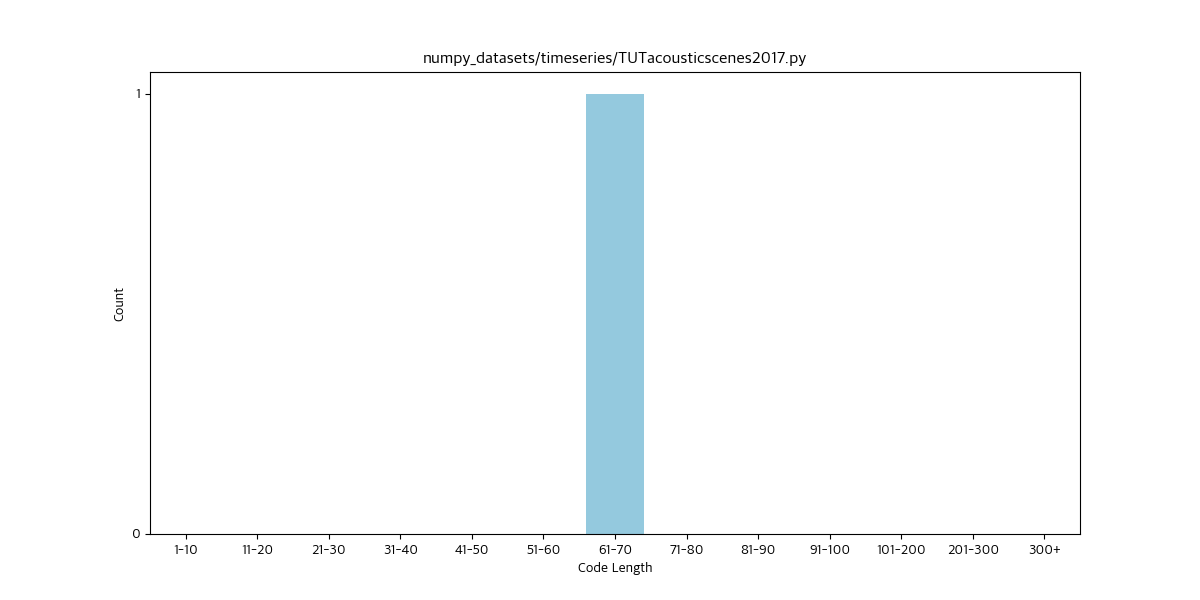 numpy_datasets/timeseries/TUTacousticscenes2017.py
1
Count
0
1-10 11-20 21-30 31-40 41-50 51-60 61-70 71-80 81-90 91-100 101-200 201-300 300+
Code Length